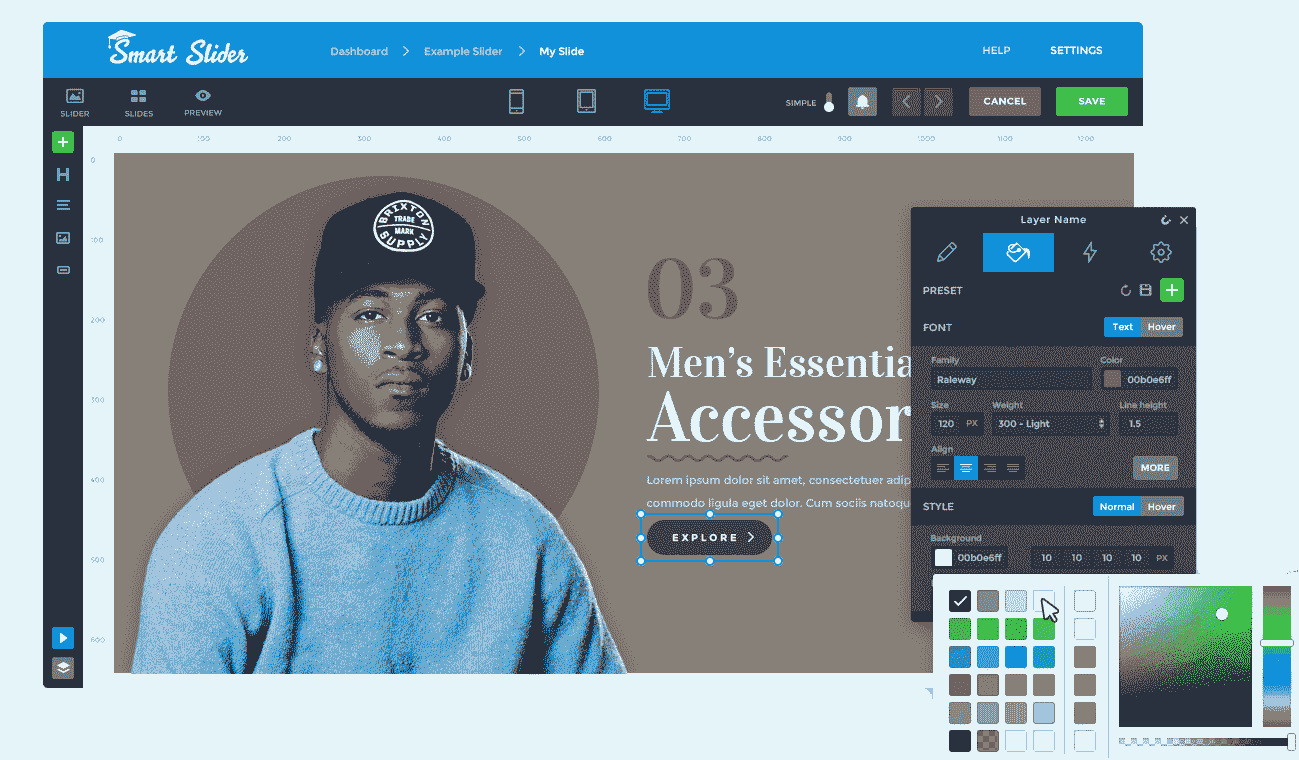 Smart Slider
Dashboard > Example Slider > My Slide
HELP SETTINGS
SLIDER SLIDES PREVIEW
SIMPLE CANCEL SAVE
0 100 200 300 400 500 600 700 800 900 1000 1100 1200
0
100
200
300
400
500
600
BRIXTON
TRADE
MARK
SUPPLY
03
Men's Essentia
Accessor
Lorem ipsum dolor sit amet, consectetuer adip
commodo ligula eget dolor. Cum sociis natoqu
EXPLORE >
Layer Name
PRESET
FONT Text Hover
Family Color
Raleway 00b0e6ff
Size Weight Line height
120 PX 300 - Light 1.5
Align
MORE
STYLE Normal Hover
Background
00b0e6ff 10 10 10 10 PX